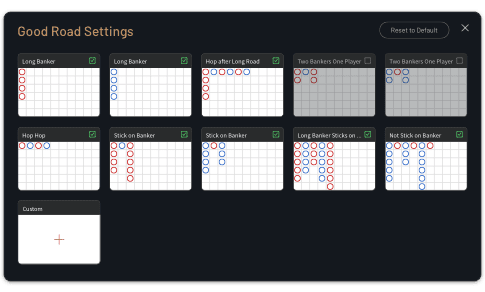 Good Road Settings
Reset to Default
Long Banker
Long Banker
Hop after Long Road
Two Bankers One Player
Two Bankers One Player
Hop Hop
Stick on Banker
Stick on Banker
Long Banker Sticks on ...
Not Stick on Banker
Custom